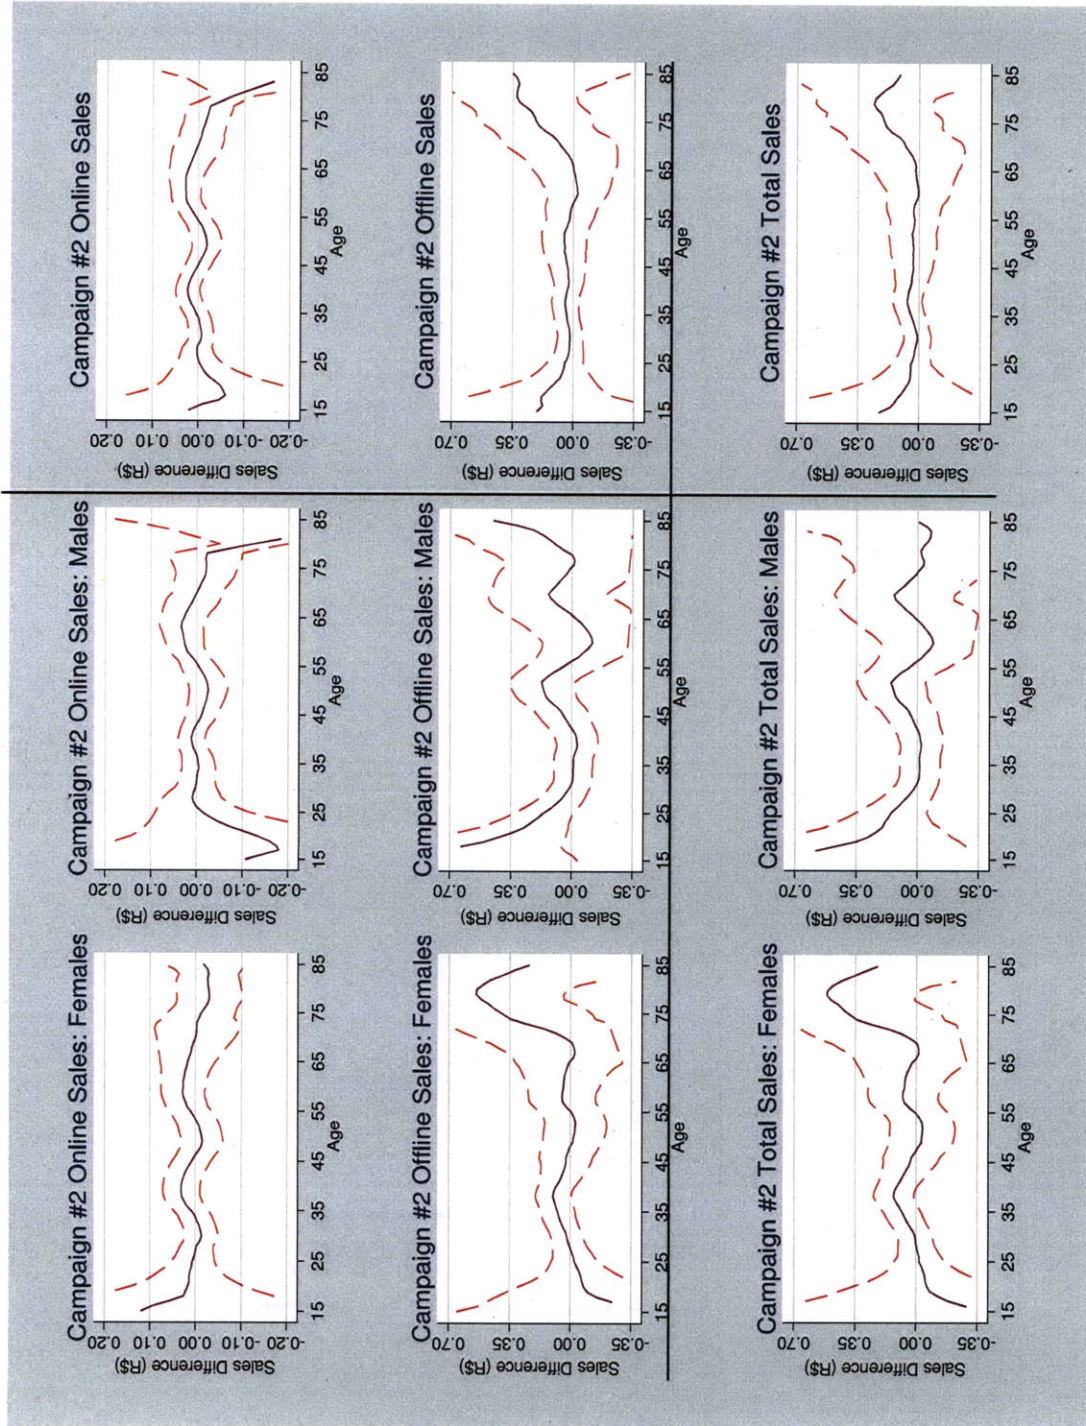 Campaign #2 Online Sales: Females
Sales Difference (R$)
0.20
0.10
0.00
-0.10
-0.20
15 25 35 45 55 65 75 85
Age
Campaign #2 Online Sales: Males
Sales Difference (R$)
0.20
0.10
0.00
-0.10
-0.20
15 25 35 45 55 65 75 85
Age
Campaign #2 Online Sales
Sales Difference (R$)
0.20
0.10
0.00
-0.10
-0.20
15 25 35 45 55 65 75 85
Age
Campaign #2 Offline Sales: Females
Sales Difference (R$)
0.70
0.35
0.00
-0.35
15 25 35 45 55 65 75 85
Age
Campaign #2 Offline Sales: Males
Sales Difference (R$)
0.70
0.35
0.00
-0.35
15 25 35 45 55 65 75 85
Age
Campaign #2 Offline Sales
Sales Difference (R$)
0.70
0.35
0.00
-0.35
15 25 35 45 55 65 75 85
Age
Campaign #2 Total Sales: Females
Sales Difference (R$)
0.70
0.35
0.00
-0.35
15 25 35 45 55 65 75 85
Age
Campaign #2 Total Sales: Males
Sales Difference (R$)
0.70
0.35
0.00
-0.35
15 25 35 45 55 65 75 85
Age
Campaign #2 Total Sales
Sales Difference (R$)
0.70
0.35
0.00
-0.35
15 25 35 45 55 65 75 85
Age